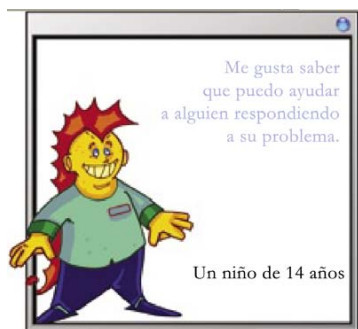 Me gusta saber
que puedo ayudar
a alguien respondiendo
a su problema.
Un niño de 14 años